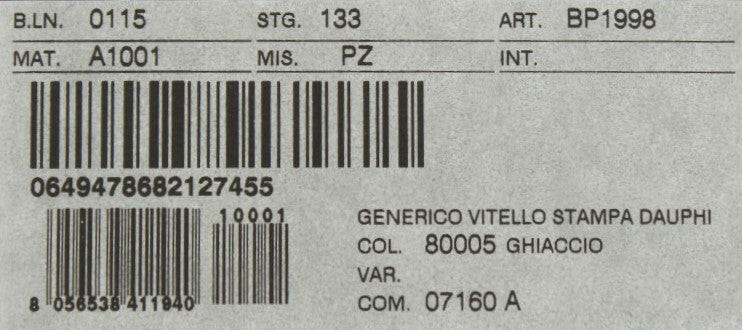 B.LN. 0115 STG. 133 ART. BP1998
MAT. A1001 MIS. PZ INT.
0649478682127455
10001
GENERICO VITELLO STAMPA DAUPHI
COL. 80005 GHIACCIO
VAR.
COM. 07160 A
8 056538 411940